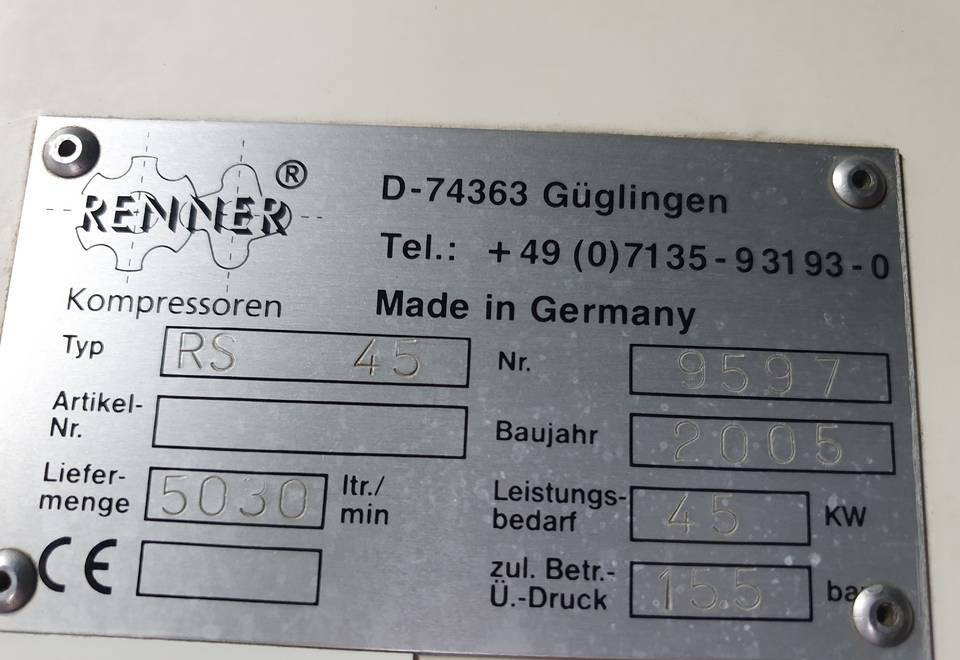 RENNER®
Kompressoren
D-74363 Güglingen
Tel.: +49 (0)7135-93193-0
Made in Germany
Typ RS 45
Nr. 9597
Artikel-
Nr.
Baujahr 2005
Liefer-
menge 5030 ltr./
min
Leistungs-
bedarf 45 KW
CE
zul. Betr.-
Ü.-Druck 15.5 bar